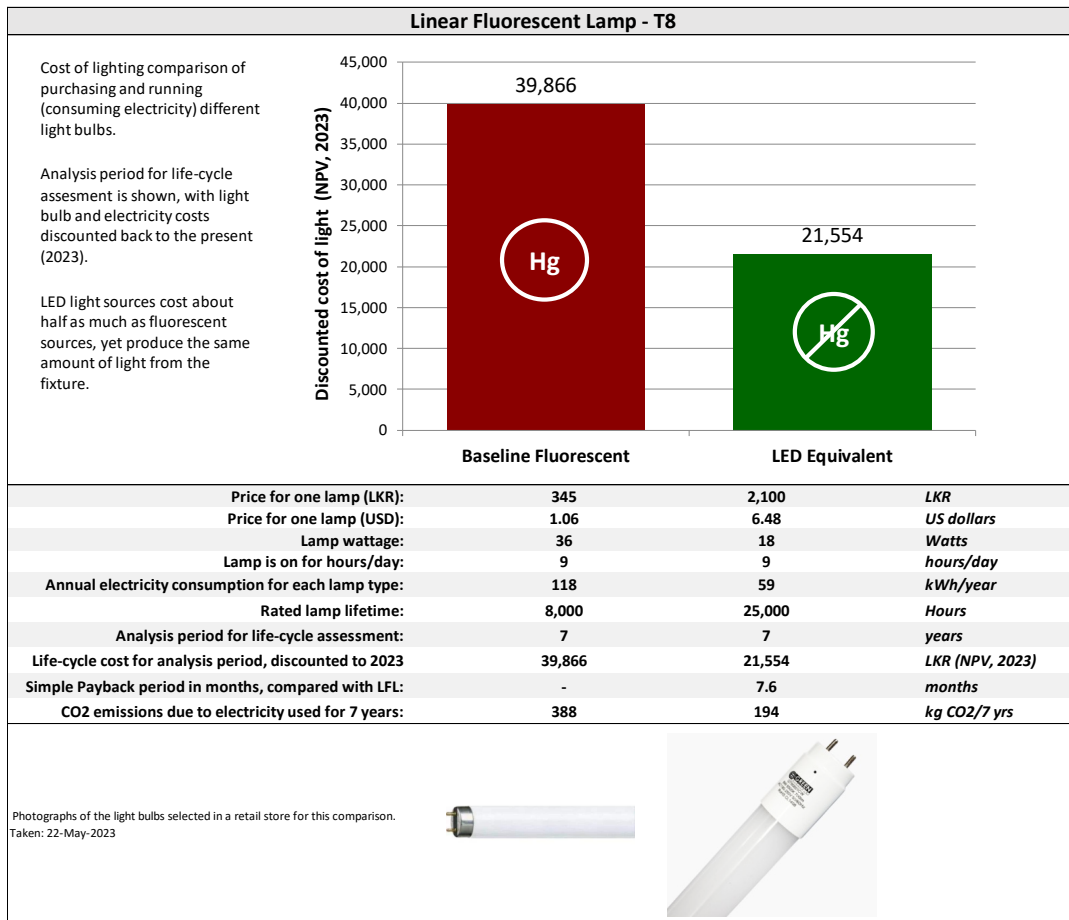 Linear Fluorescent Lamp - T8
Cost of lighting comparison of
purchasing and running
(consuming electricity) different
light bulbs.
Analysis period for life-cycle
assesment is shown, with light
bulb and electricity costs
discounted back to the present
(2023).
LED light sources cost about
half as much as fluorescent
sources, yet produce the same
amount of light from the
fixture.
Discounted cost of light (NPV, 2023)
45,000
40,000
35,000
30,000
25,000
20,000
15,000
10,000
5,000
0
39,866
Hg
21,554
Hg
Baseline Fluorescent
LED Equivalent
Price for one lamp (LKR): 345 2,100 LKR
Price for one lamp (USD): 1.06 6.48 US dollars
Lamp wattage: 36 18 Watts
Lamp is on for hours/day: 9 9 hours/day
Annual electricity consumption for each lamp type: 118 59 kWh/year
Rated lamp lifetime: 8,000 25,000 Hours
Analysis period for life-cycle assessment: 7 7 years
Life-cycle cost for analysis period, discounted to 2023 39,866 21,554 LKR (NPV, 2023)
Simple Payback period in months, compared with LFL: - 7.6 months
CO2 emissions due to electricity used for 7 years: 388 194 kg CO2/7 yrs
Photographs of the light bulbs selected in a retail store for this comparison.
Taken: 22-May-2023
GREEN